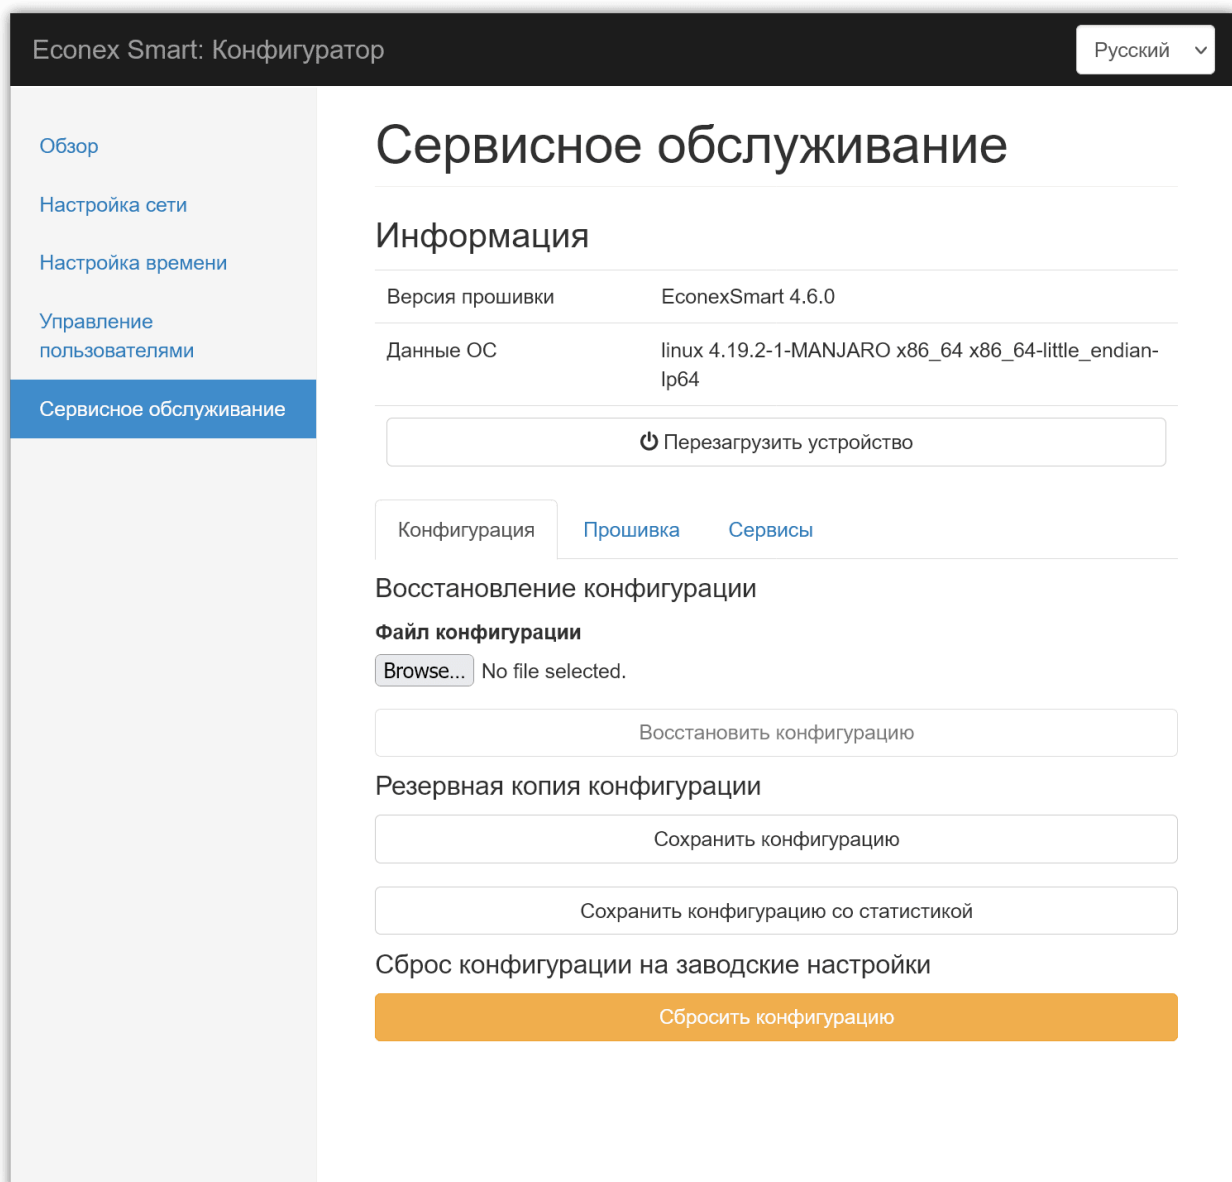 Econex Smart: Конфигуратор
Русский
Обзор
Настройка сети
Настройка времени
Управление
пользователями
Сервисное обслуживание
Сервисное обслуживание
Информация
Версия прошивки EconexSmart 4.6.0
Данные ОС linux 4.19.2-1-MANJARO x86_64 x86_64-little_endian-
lp64
Перезагрузить устройство
Конфигурация Прошивка Сервисы
Восстановление конфигурации
Файл конфигурации
Browse... No file selected.
Восстановить конфигурацию
Резервная копия конфигурации
Сохранить конфигурацию
Сохранить конфигурацию со статистикой
Сброс конфигурации на заводские настройки
Сбросить конфигурацию